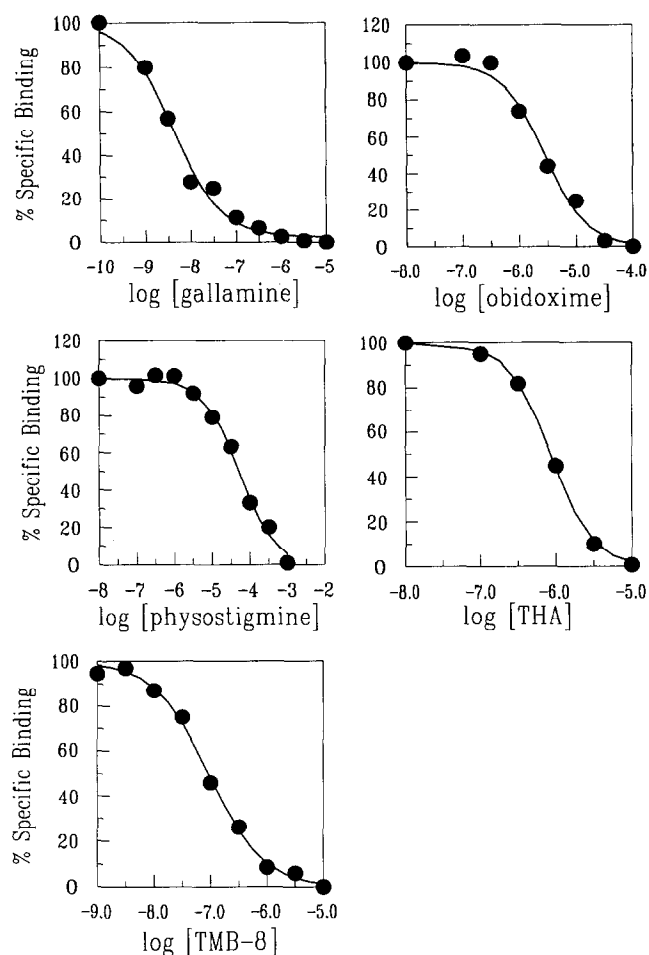 % Specific Binding
100
80
60
40
20
0
-10 -9 -8 -7 -6 -5
log [gallamine]
120
100
80
60
40
20
0
-8.0 -7.0 -6.0 -5.0 -4.0
log [obidoxime]
% Specific Binding
120
100
80
60
40
20
0
-8 -7 -6 -5 -4 -3 -2
log [physostigmine]
100
80
60
40
20
0
-8.0 -7.0 -6.0 -5.0
log [THA]
% Specific Binding
100
80
60
40
20
0
-9.0 -8.0 -7.0 -6.0 -5.0
log [TMB-8]